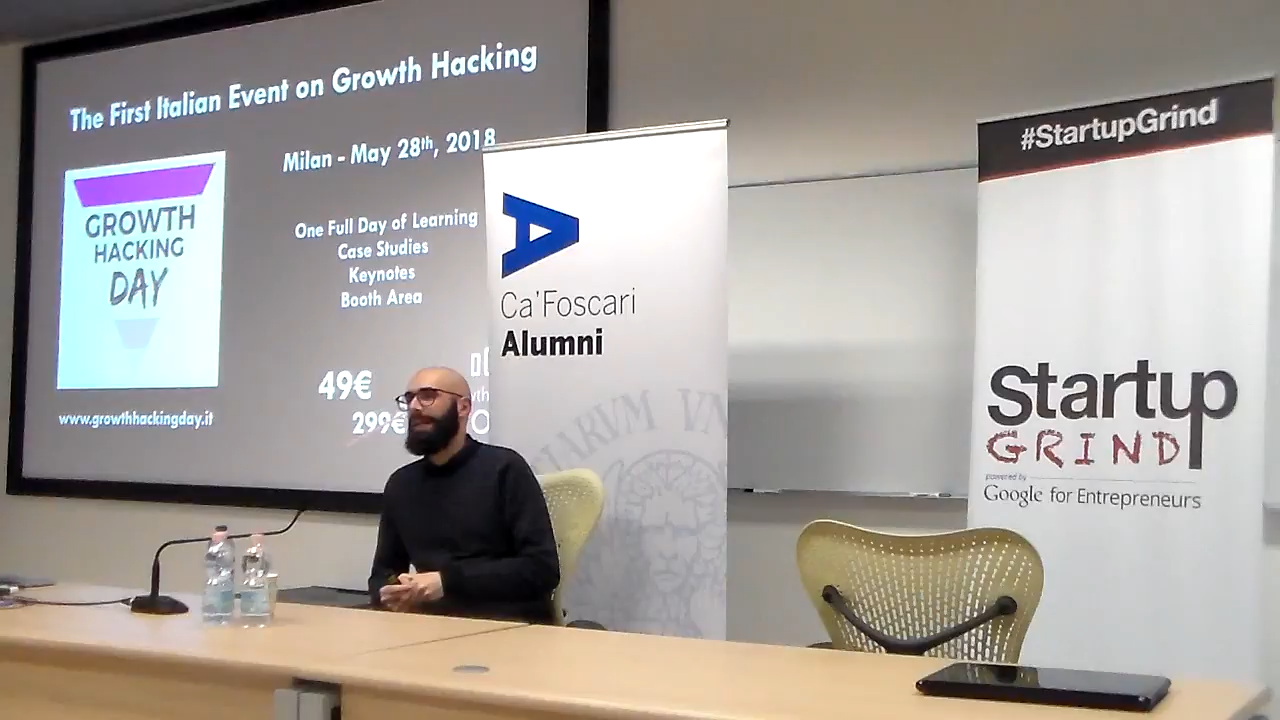 The First Italian Event on Growth Hacking
Milan - May 28th, 2018
GROWTH
HACKING
DAY
One Full Day of Learning
Case Studies
Keynotes
Booth Area
49€
299€
www.growthhackingday.it
Ca'Foscari
Alumni
#StartupGrind
Startup
GRIND
powered by
Google for Entrepreneurs